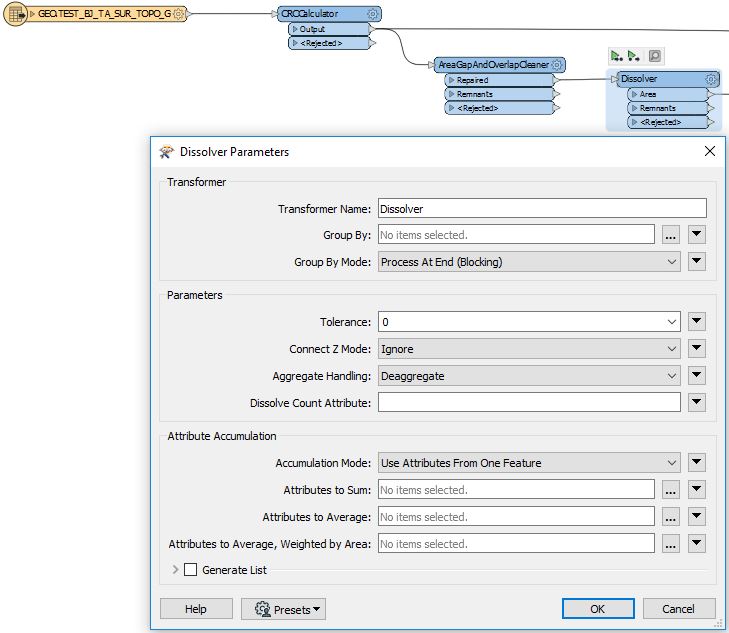 GEO.TEST_BJ_TA_SUR_TOPO_G
CRCCalculator
Output
<Rejected>
AreaGapAndOverlapCleaner
Repaired
Remnants
<Rejected>
Dissolver
Area
Remnants
<Rejected>
Dissolver Parameters
Transformer
Transformer Name: Dissolver
Group By: No items selected. ...
Group By Mode: Process At End (Blocking)
Parameters
Tolerance: 0
Connect Z Mode: Ignore
Aggregate Handling: Deaggregate
Dissolve Count Attribute:
Attribute Accumulation
Accumulation Mode: Use Attributes From One Feature
Attributes to Sum: No items selected. ...
Attributes to Average: No items selected. ...
Attributes to Average, Weighted by Area: No items selected. ...
Generate List
Help Presets OK Cancel